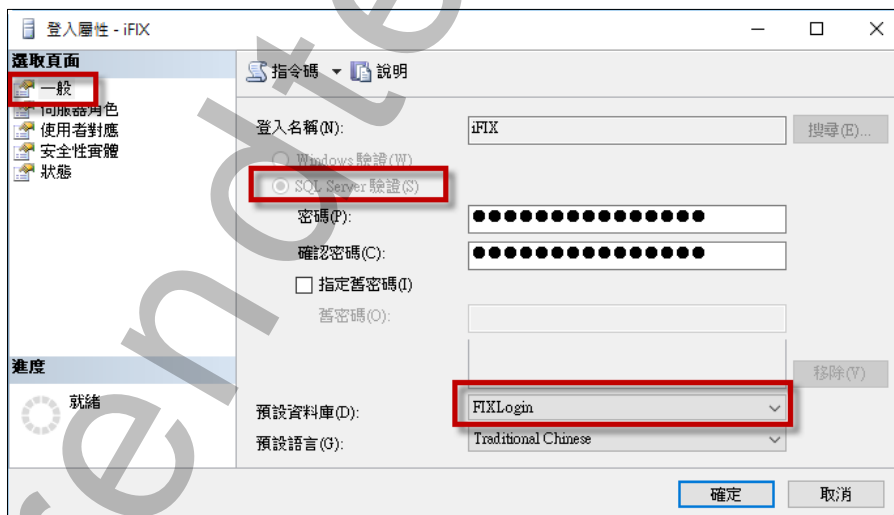 登入屬性 - iFIX
選取頁面
一般
伺服器角色
使用者對應
安全性實體
狀態
指令碼
說明
登入名稱(N):
iFIX
搜尋(E)...
Windows 驗證(W)
SQL Server 驗證(S)
密碼(P):
●●●●●●●●●●●●●●●
確認密碼(C):
●●●●●●●●●●●●●●●
指定舊密碼(I)
舊密碼(O):
移除(V)
進度
就緒
預設資料庫(D):
FIXLogin
預設語言(G):
Traditional Chinese
確定
取消